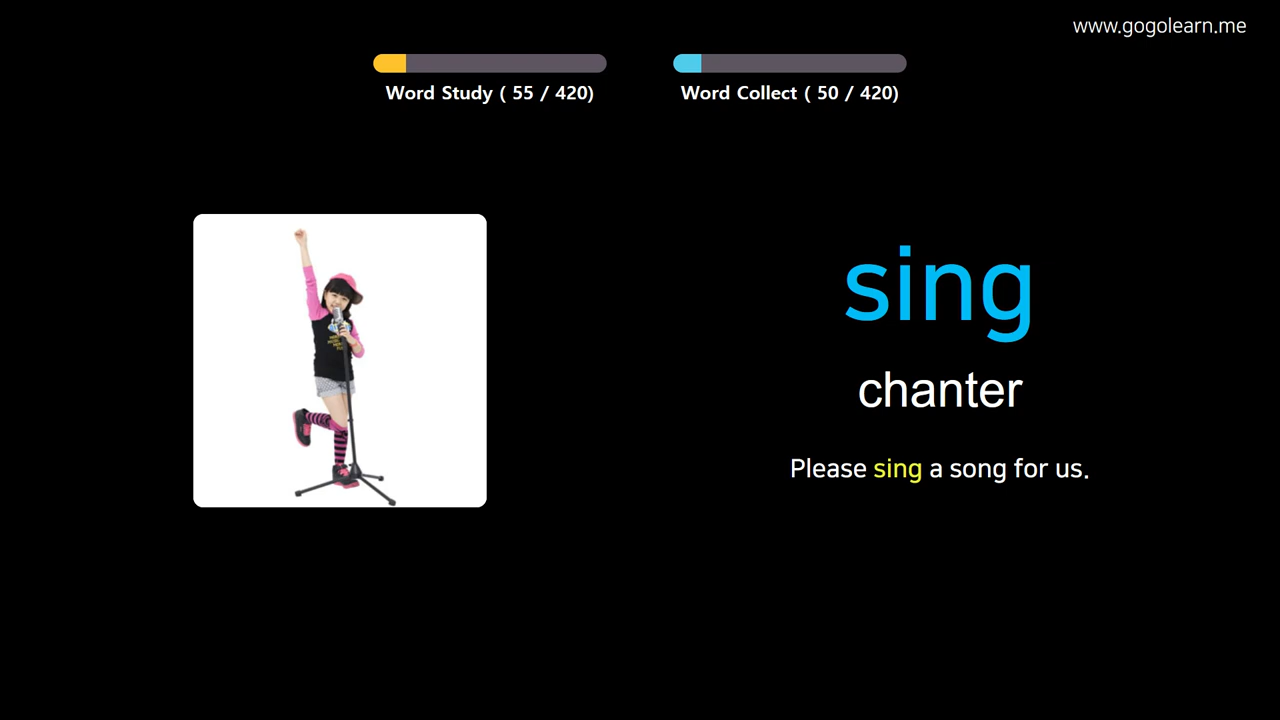 www.gogolearn.me
Word Study ( 55 / 420)
Word Collect ( 50 / 420)
sing
chanter
Please sing a song for us.